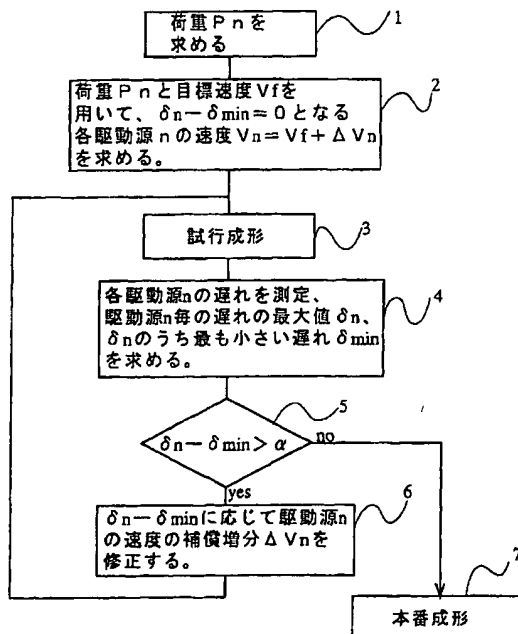 荷重Pnを
求める
1
荷重Pnと目標速度Vfを
用いて、δn－δmin＝0となる
各駆動源nの速度Vn＝Vf＋ΔVn
を求める。
2
試行成形
3
各駆動源nの遅れを測定、
駆動源n毎の遅れの最大値δn、
δnのうち最も小さい遅れδmin
を求める。
4
δn－δmin＞α
5
no
yes
δn－δminに応じて駆動源n
の速度の補償増分ΔVnを
修正する。
6
本番成形
7